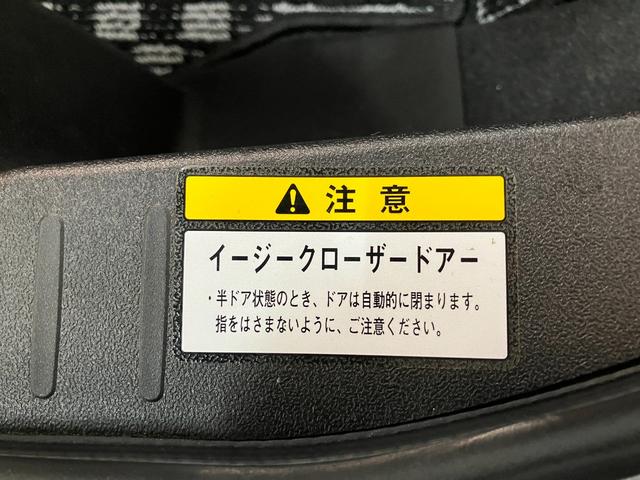 注意
イージークローザードアー
・半ドア状態のとき、ドアは自動的に閉まります。
指をはさまないように、ご注意ください。